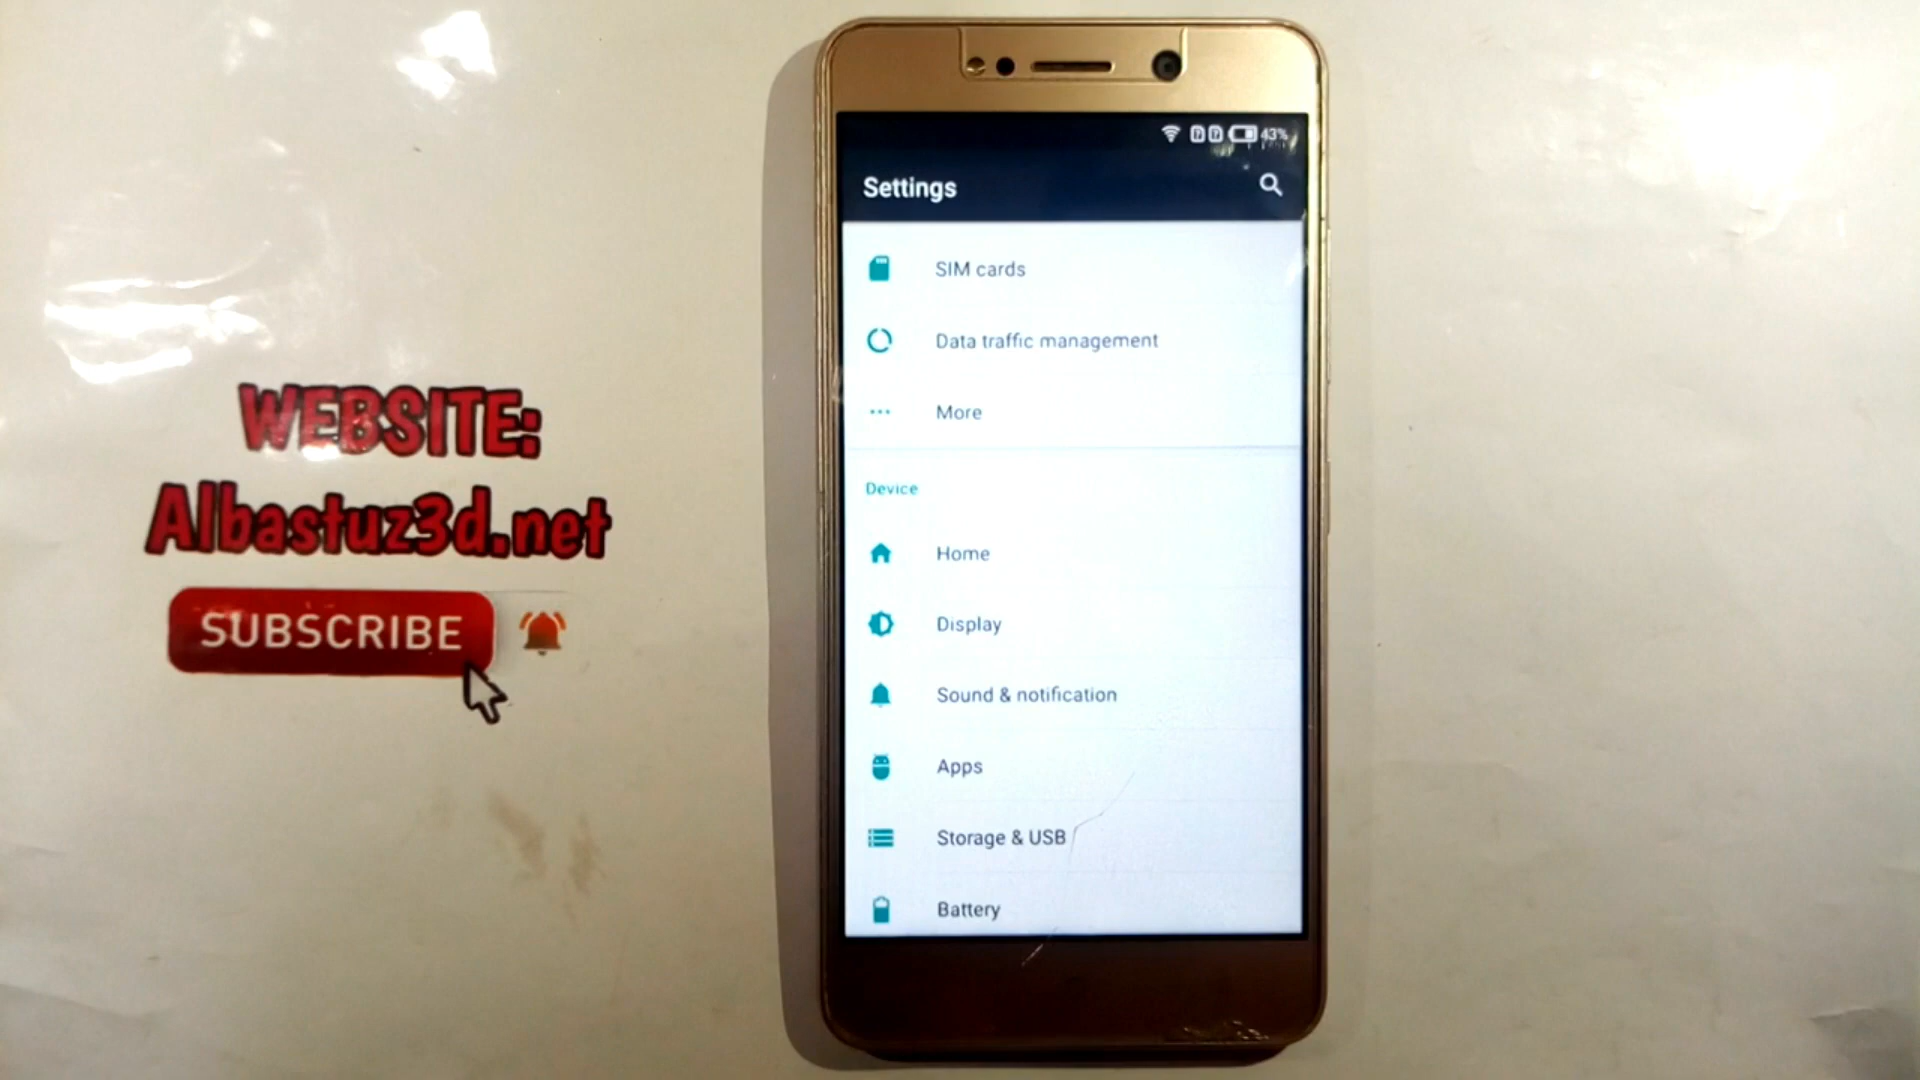 WEBSITE:
Albastuz3d.net
SUBSCRIBE
43%
Settings
SIM cards
Data traffic management
More
Device
Home
Display
Sound & notification
Apps
Storage & USB
Battery